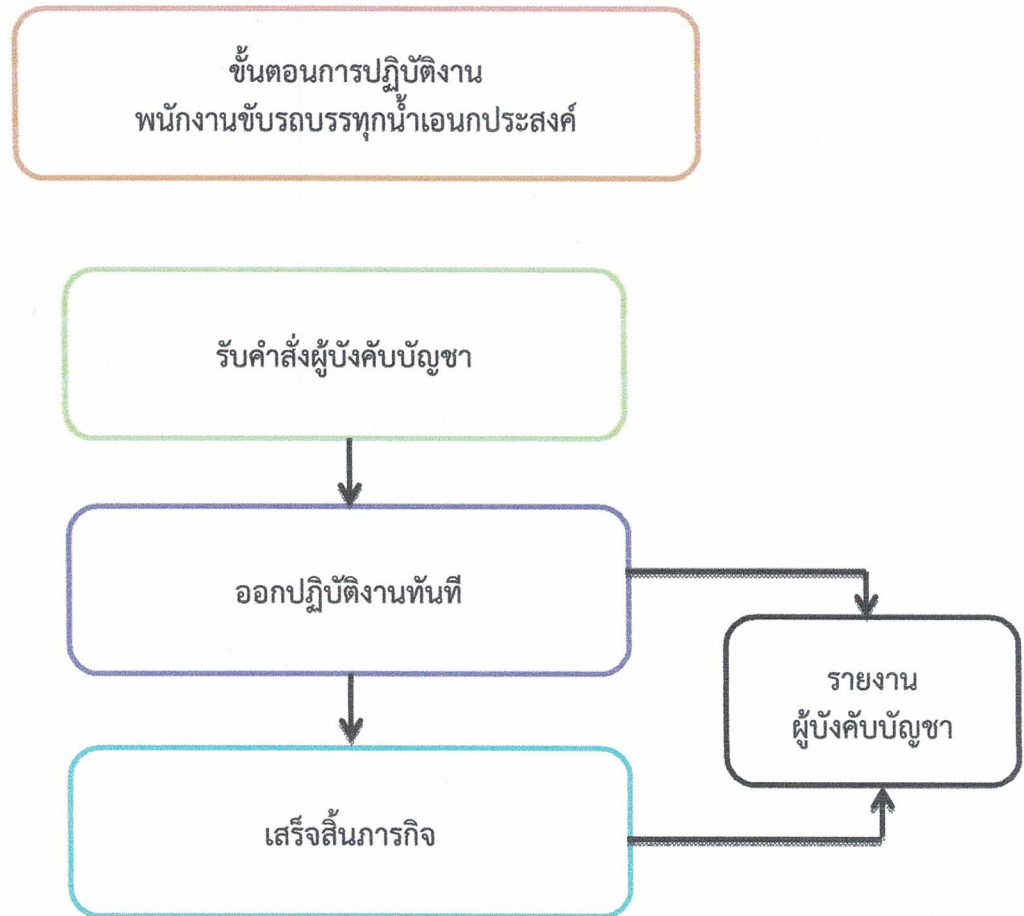 ขั้นตอนการปฏิบัติงาน
พนักงานขับรถบรรทุกน้ำเอนกประสงค์
รับคำสั่งผู้บังคับบัญชา
ออกปฏิบัติงานทันที
รายงาน
ผู้บังคับบัญชา
เสร็จสิ้นภารกิจ